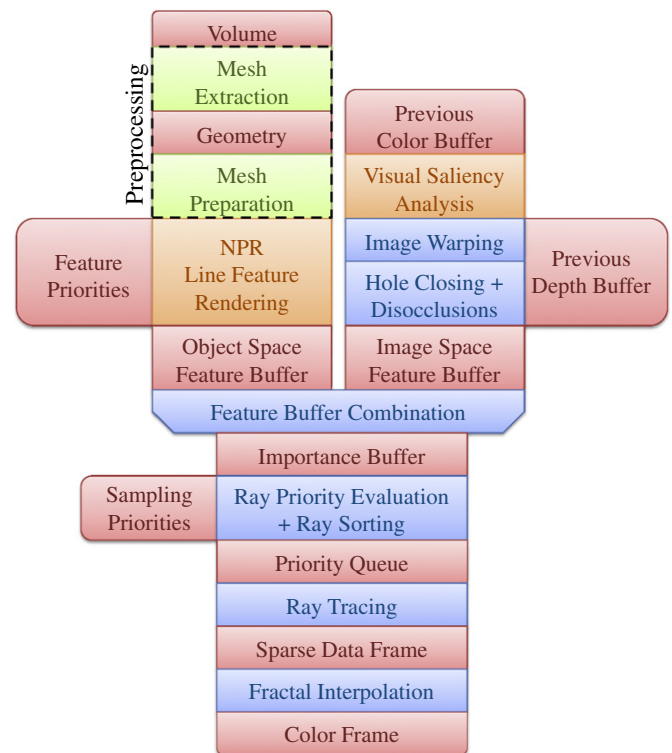 Volume
Preprocessing
Mesh
Extraction
Geometry
Mesh
Preparation
Previous
Color Buffer
Visual Saliency
Analysis
Feature
Priorities
NPR
Line Feature
Rendering
Image Warping
Hole Closing +
Disocclusions
Previous
Depth Buffer
Object Space
Feature Buffer
Image Space
Feature Buffer
Feature Buffer Combination
Importance Buffer
Sampling
Priorities
Ray Priority Evaluation
+ Ray Sorting
Priority Queue
Ray Tracing
Sparse Data Frame
Fractal Interpolation
Color Frame